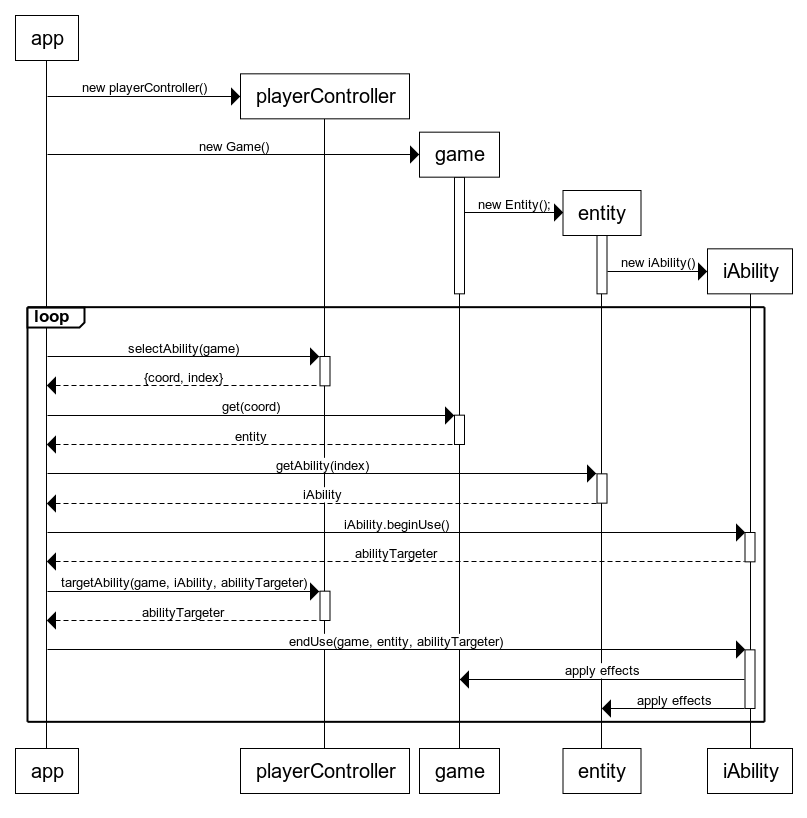 app
new playerController()
playerController
new Game()
game
new Entity();
entity
new iAbility()
iAbility
loop
selectAbility(game)
{coord, index}
get(coord)
entity
getAbility(index)
iAbility
iAbility.beginUse()
abilityTargeter
targetAbility(game, iAbility, abilityTargeter)
abilityTargeter
endUse(game, entity, abilityTargeter)
apply effects
apply effects
app
playerController
game
entity
iAbility